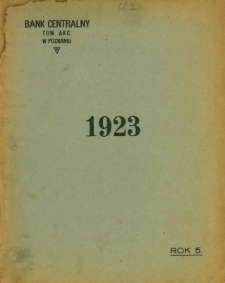 BANK CENTRALNY
TOW. AKC.
W POZNANIU
1923
ROK 5.